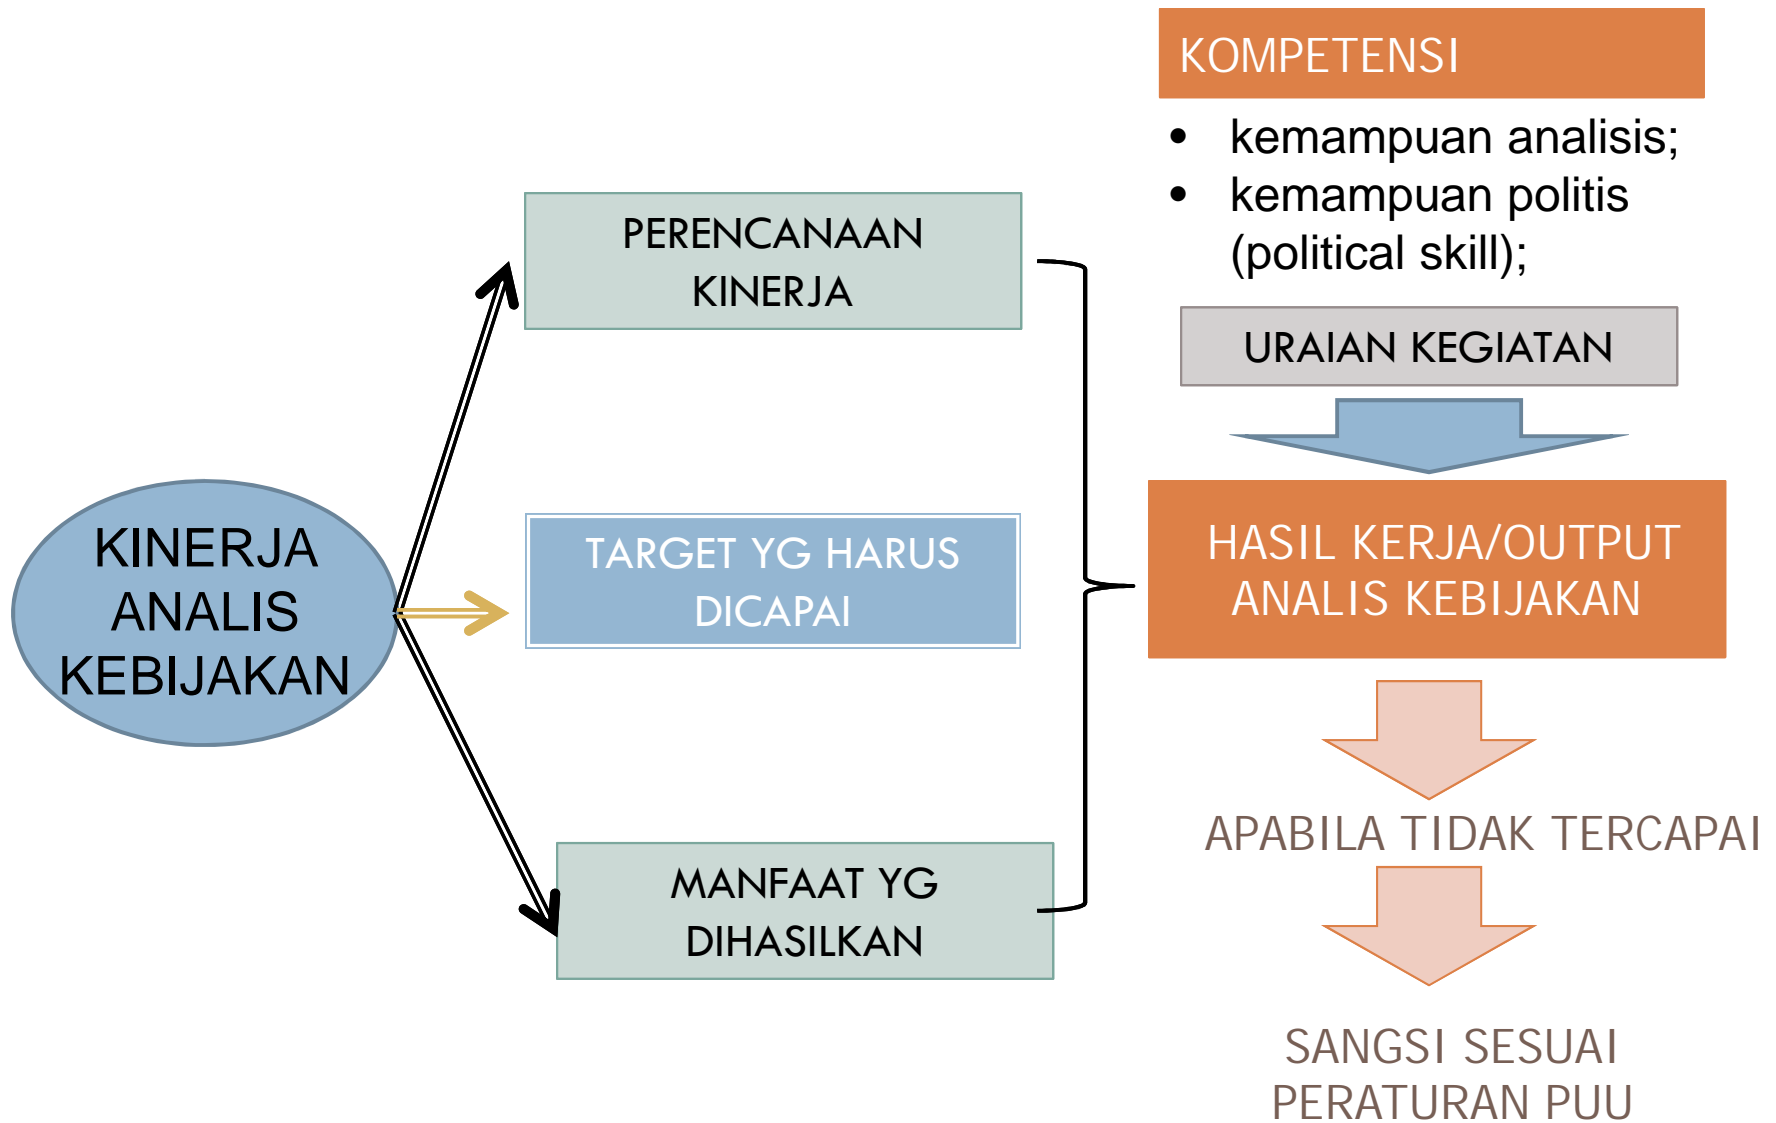 KINERJA
ANALIS
KEBIJAKAN
PERENCANAAN
KINERJA
TARGET YG HARUS
DICAPAI
MANFAAT YG
DIHASILKAN
KOMPETENSI
• kemampuan analisis;
• kemampuan politis
(political skill);
URAIAN KEGIATAN
HASIL KERJA/OUTPUT
ANALIS KEBIJAKAN
APABILA TIDAK TERCAPAI
SANGSI SESUAI
PERATURAN PUU